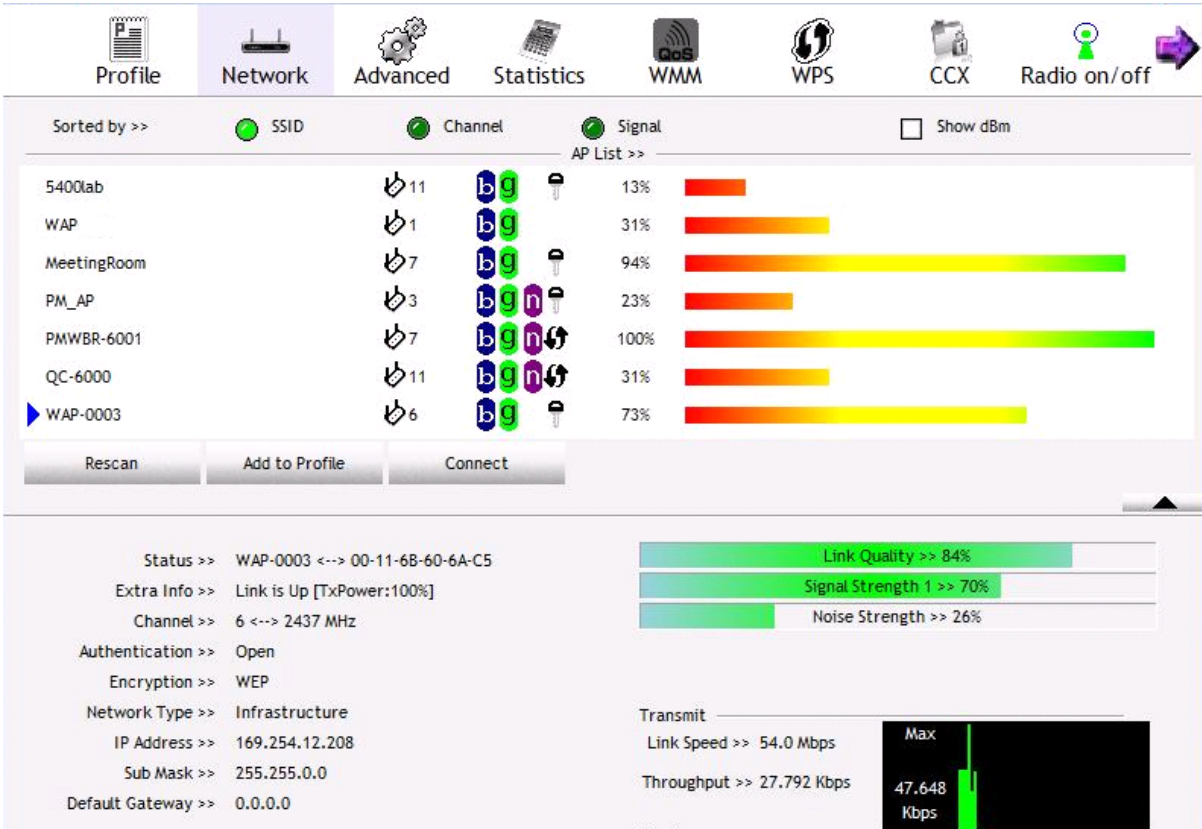 Profile Network Advanced Statistics QoS WMM WPS CCX Radio on/off
Sorted by >> SSID Channel Signal Show dBm
AP List >>
5400lab 11 b g 13%
WAP 1 b g 31%
MeetingRoom 7 b g 94%
PM_AP 3 b g n 23%
PMWBR-6001 7 b g n 100%
QC-6000 11 b g n 31%
WAP-0003 6 b g 73%
Rescan Add to Profile Connect
Status >> WAP-0003 <--> 00-11-6B-60-6A-C5
Extra Info >> Link is Up [TxPower:100%]
Channel >> 6 <--> 2437 MHz
Authentication >> Open
Encryption >> WEP
Network Type >> Infrastructure
IP Address >> 169.254.12.208
Sub Mask >> 255.255.0.0
Default Gateway >> 0.0.0.0
Link Quality >> 84%
Signal Strength 1 >> 70%
Noise Strength >> 26%
Transmit
Link Speed >> 54.0 Mbps
Throughput >> 27.792 Kbps
Max
47.648
Kbps